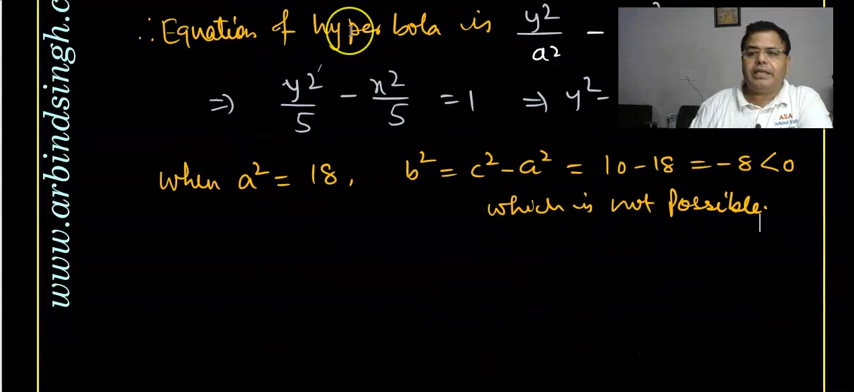 ∴ Equation of hyperbola is y²/a² −
⇒ y²/5 − x²/5 = 1 ⇒ y² −
when a² = 18, b² = c² − a² = 10 − 18 = −8 < 0
which is not possible.
www.arbindsingh.c
ASA